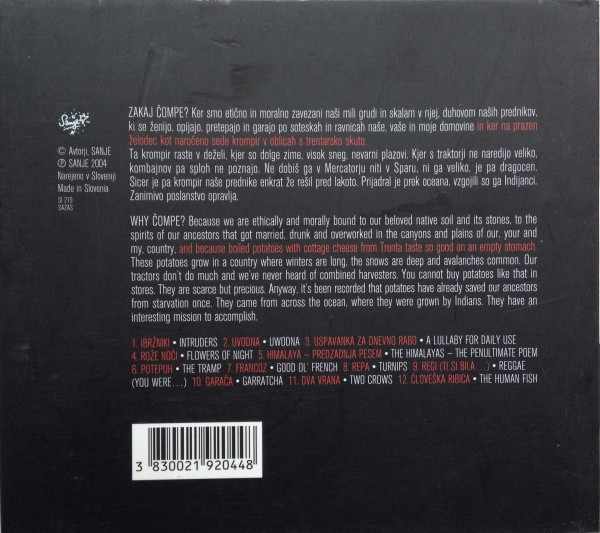 Sanje
ZAKAJ ČOMPE? Ker smo etično in moralno zavezani naši mili grudi in skalam v njej, duhovom naših prednikov,
ki se ženijo, opijajo, pretepajo in garajo po soteskah in ravnicah naše, vaše in moje domovine in ker na prazen
želodec kot naročeno sede krompir v oblicah s trentarsko skuto.
Ta krompir raste v deželi, kjer so dolge zime, visok sneg, nevarni plazovi. Kjer s traktorji ne naredijo veliko,
kombajnov pa sploh ne poznajo. Ne dobiš ga v Mercatorju niti v Sparu, ni ga veliko, je pa dragocen.
Sicer je pa krompir naše prednike enkrat že rešil pred lakoto. Prijadral je prek oceana, vzgojili so ga Indijanci.
Zanimivo poslanstvo opravlja.
© Avtorji, SANJE
℗ SANJE 2004
Narejeno v Sloveniji
Made in Slovenia
SI 219
SAZAS
WHY ČOMPE? Because we are ethically and morally bound to our beloved native soil and its stones, to the
spirits of our ancestors that got married, drunk and overworked in the canyons and plains of our, your and
my, country, and because boiled potatoes with cottage cheese from Trenta taste so good on an empty stomach.
These potatoes grow in a country where winters are long, the snows are deep and avalanches common. Our
tractors don't do much and we've never heard of combined harvesters. You cannot buy potatoes like that in
stores. They are scarce but precious. Anyway, it's been recorded that potatoes have already saved our ancestors
from starvation once. They came from across the ocean, where they were grown by Indians. They have an
interesting mission to accomplish.
1. IBRŽNIKI • INTRUDERS 2. UVODNA • UWODNA 3. USPAVANKA ZA DNEVNO RABO • A LULLABY FOR DAILY USE
4. ROŽE NOČI • FLOWERS OF NIGHT 5. HIMALAYA – PREDZADNJA PESEM • THE HIMALAYAS – THE PENULTIMATE POEM
6. POTEPUH • THE TRAMP 7. FRANCOZ • GOOD OL' FRENCH 8. REPA • TURNIPS 9. REGI (TI SI BILA...) • REGGAE
(YOU WERE...) 10. GARAČA • GARRATCHA 11. DVA VRANA • TWO CROWS 12. ČLOVEŠKA RIBICA • THE HUMAN FISH
3 830021 920448